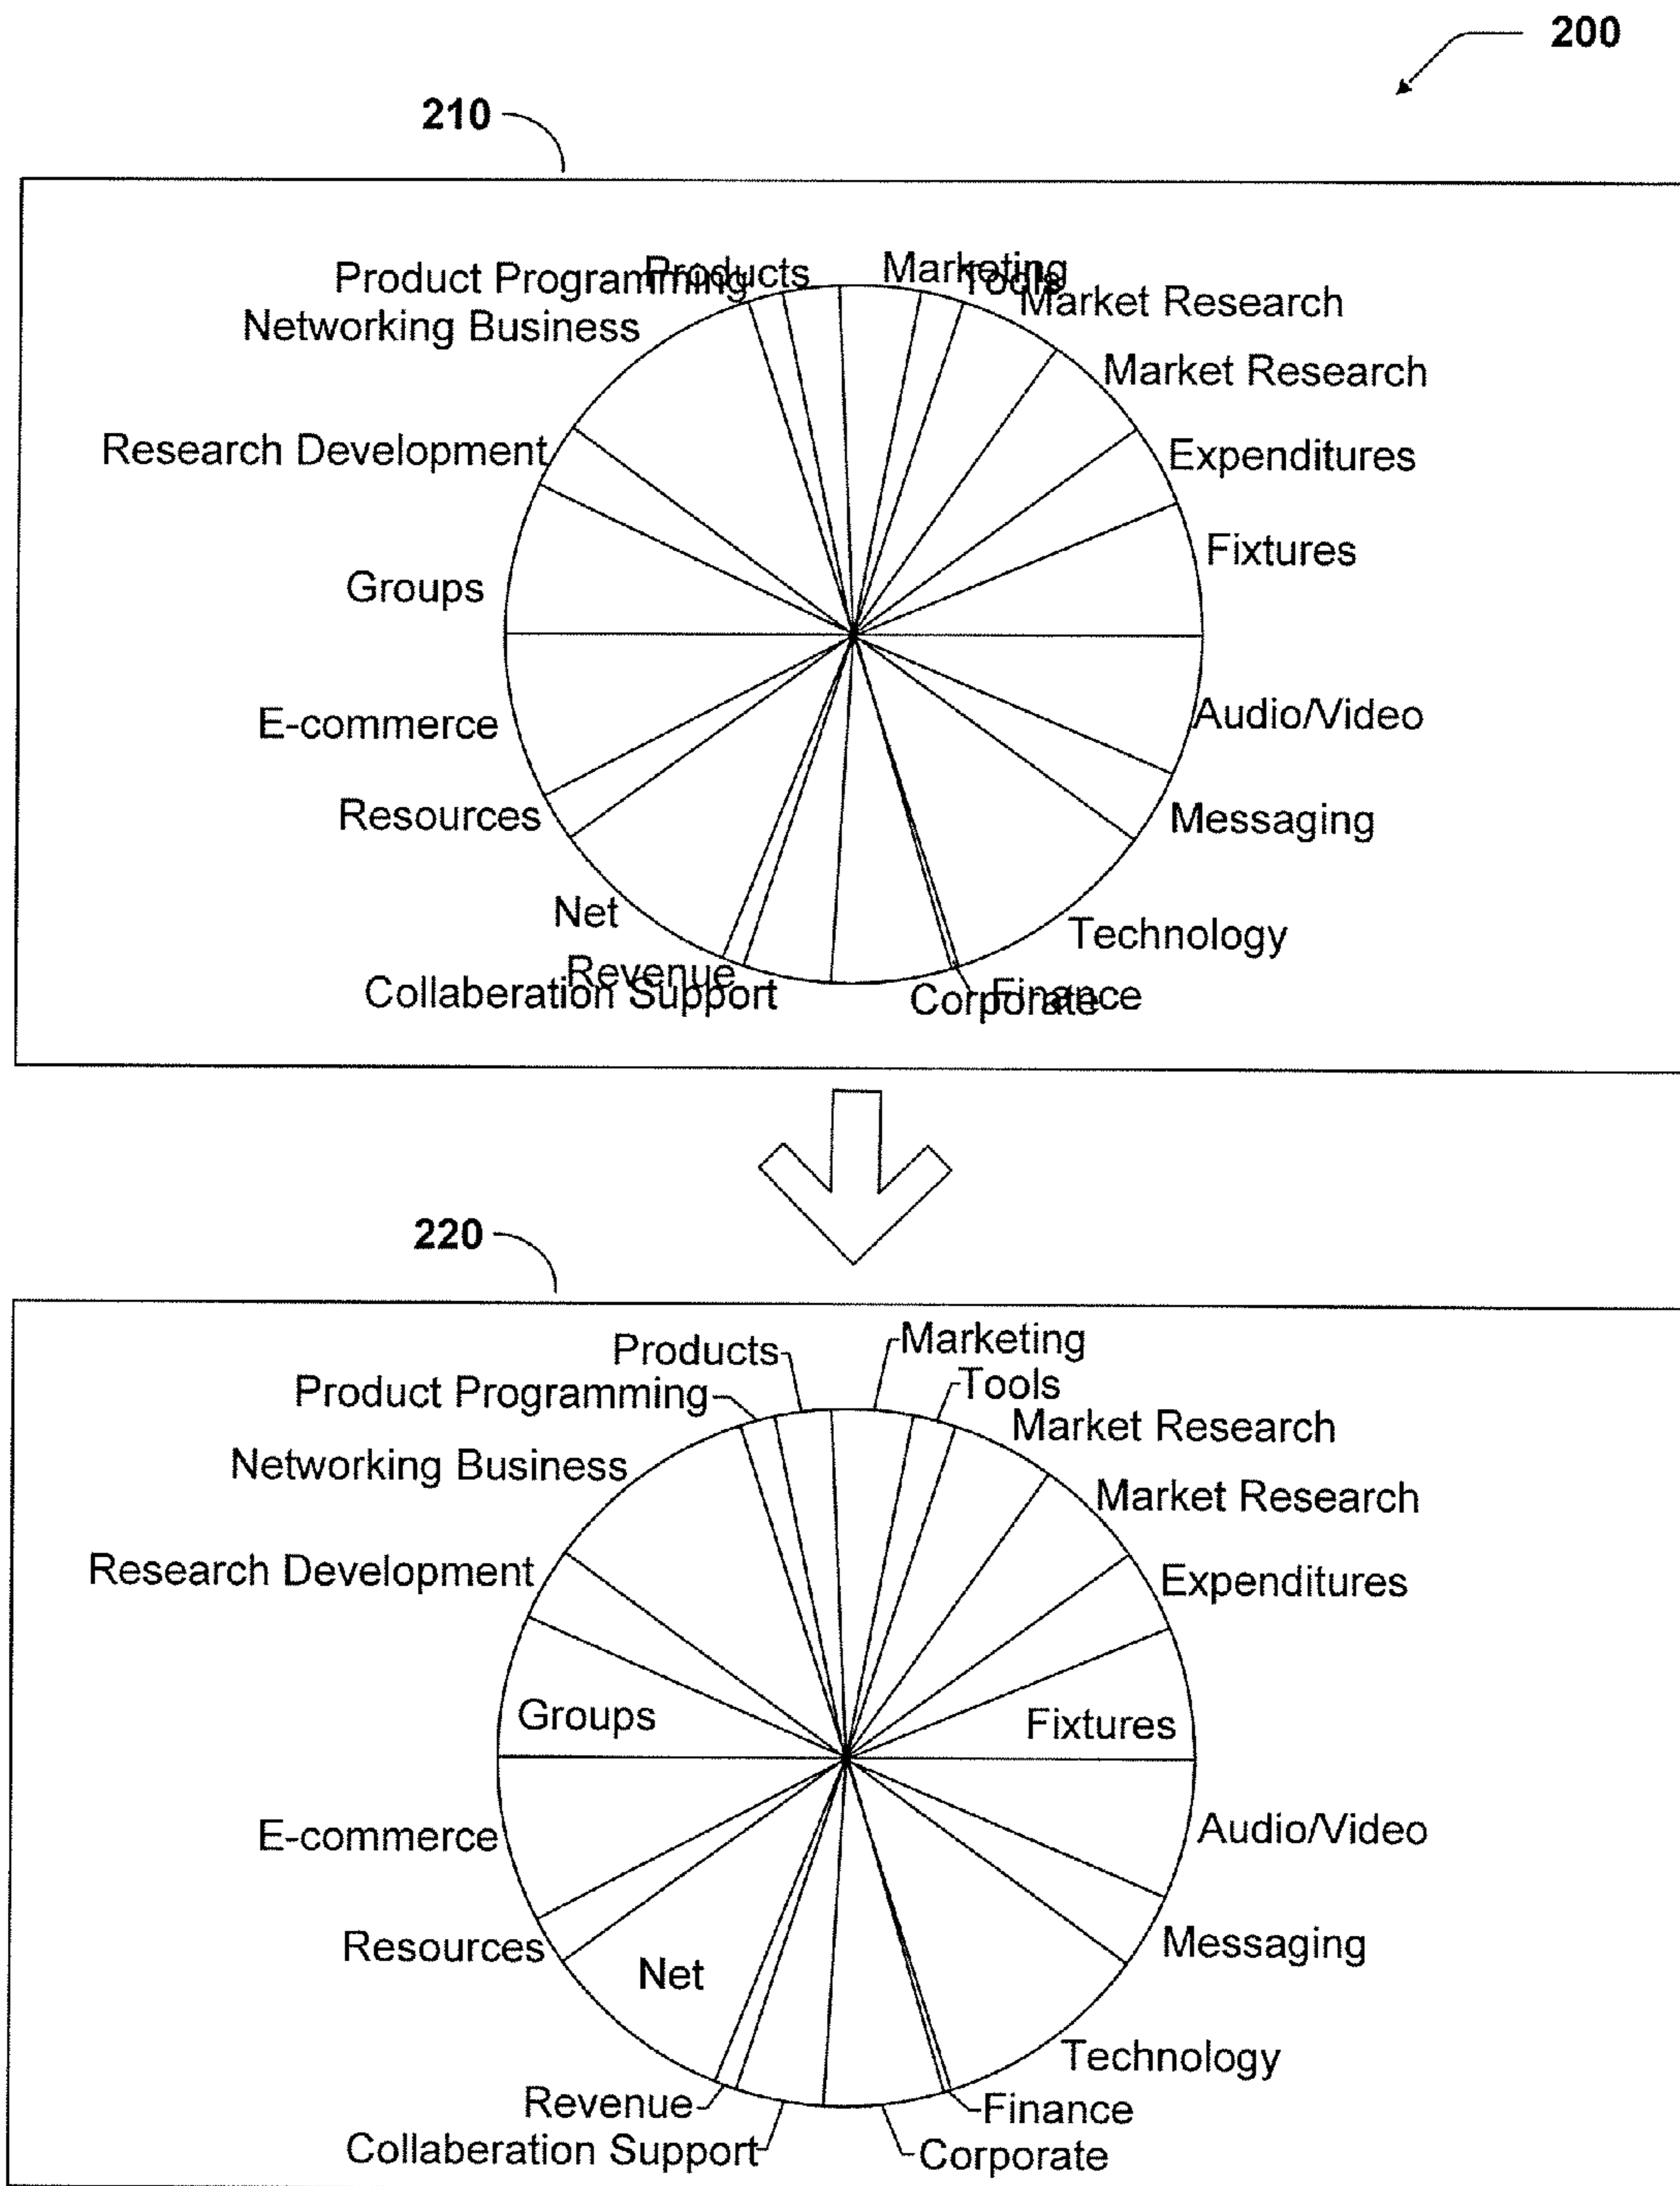 200
210
Products
Marketing
Product Programming
Tools
Market Research
Networking Business
Market Research
Research Development
Expenditures
Fixtures
Groups
E-commerce
Audio/Video
Resources
Messaging
Net
Technology
Revenue
Collaberation Support
Finance
Corporate
220
Marketing
Products
Tools
Product Programming
Market Research
Networking Business
Market Research
Research Development
Expenditures
Groups
Fixtures
E-commerce
Audio/Video
Resources
Messaging
Net
Technology
Revenue
Finance
Collaberation Support
Corporate